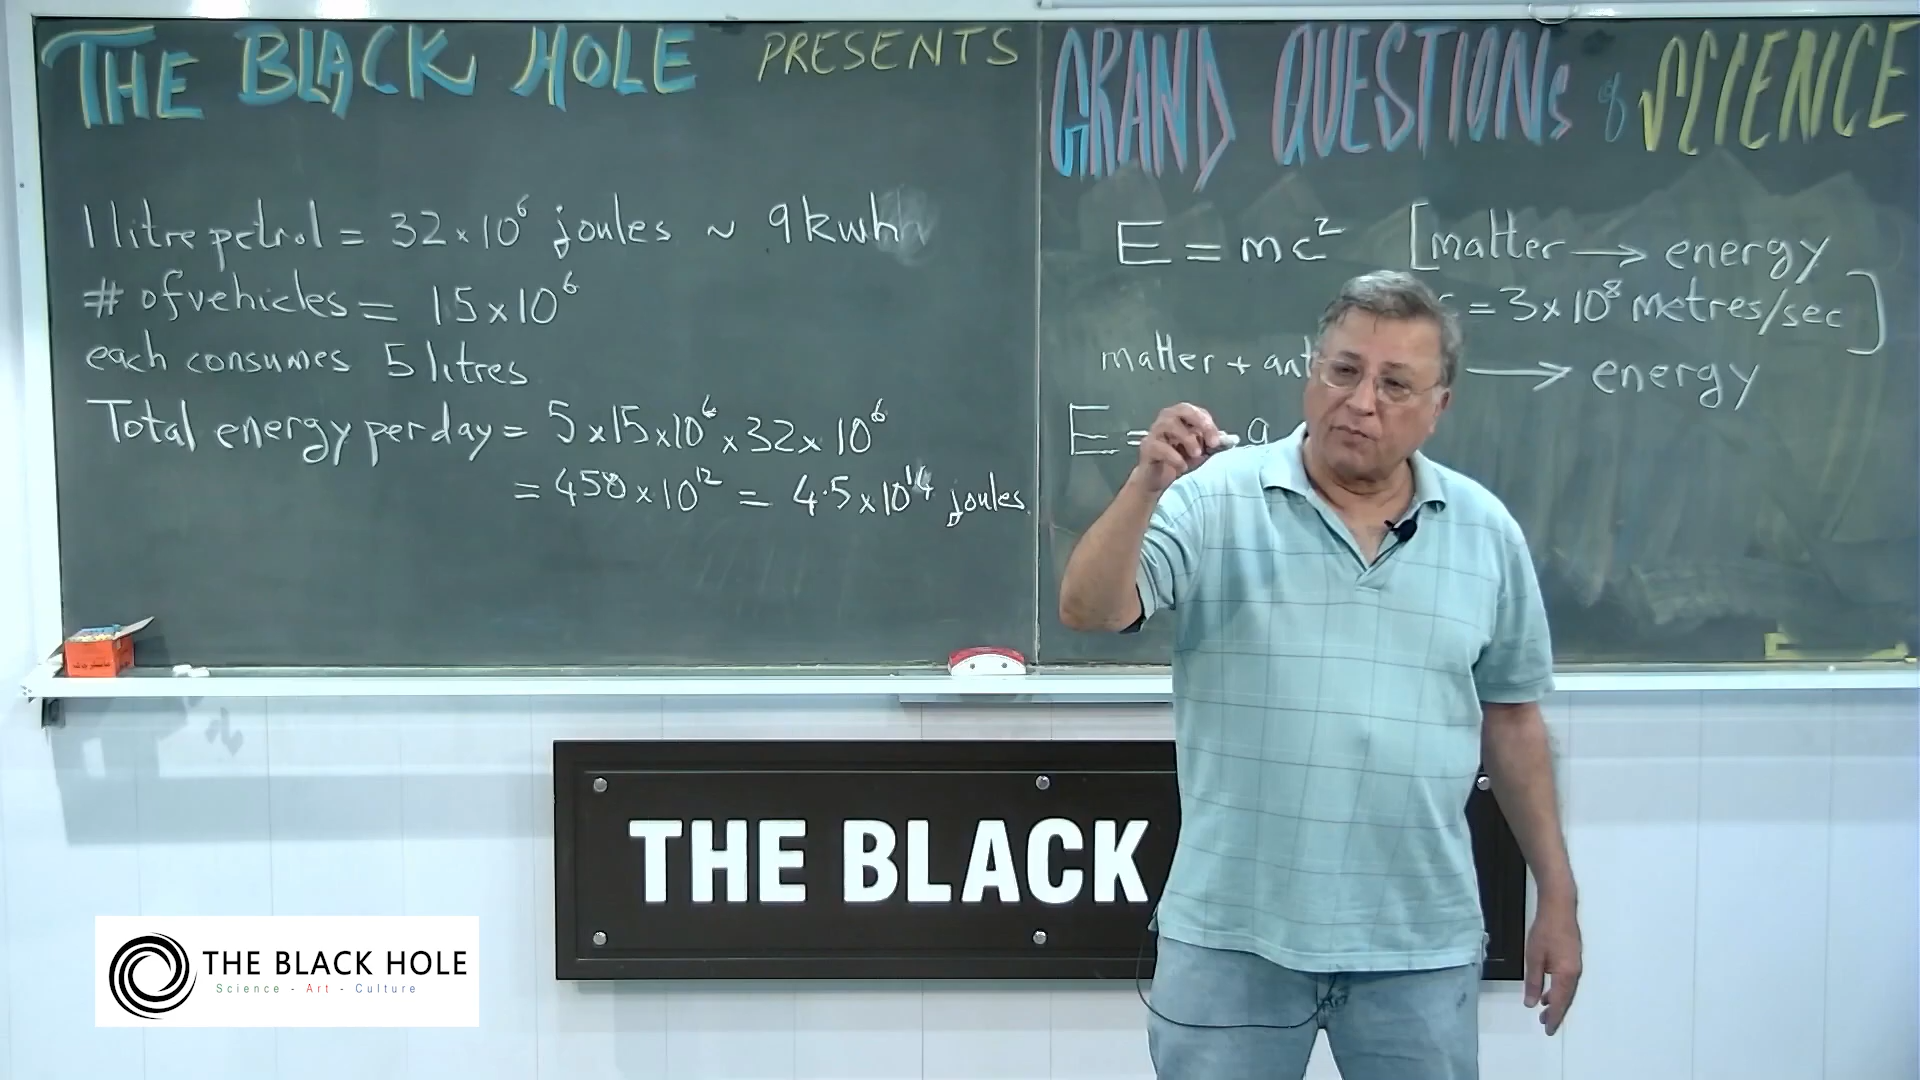 THE BLACK HOLE PRESENTS
1 litre petrol = 32 × 10⁶ joules ~ 9 kwh
# of vehicles = 15 × 10⁶
each consumes 5 litres
Total energy per day = 5 × 15 × 10⁶ × 32 × 10⁶
= 450 × 10¹² = 4.5 × 10¹⁴ joules
GRAND QUESTIONS of SCIENCE
E = mc² [matter → energy
= 3 × 10⁸ metres/sec]
matter + ant → energy
E = 9
THE BLACK
THE BLACK HOLE
Science - Art - Culture